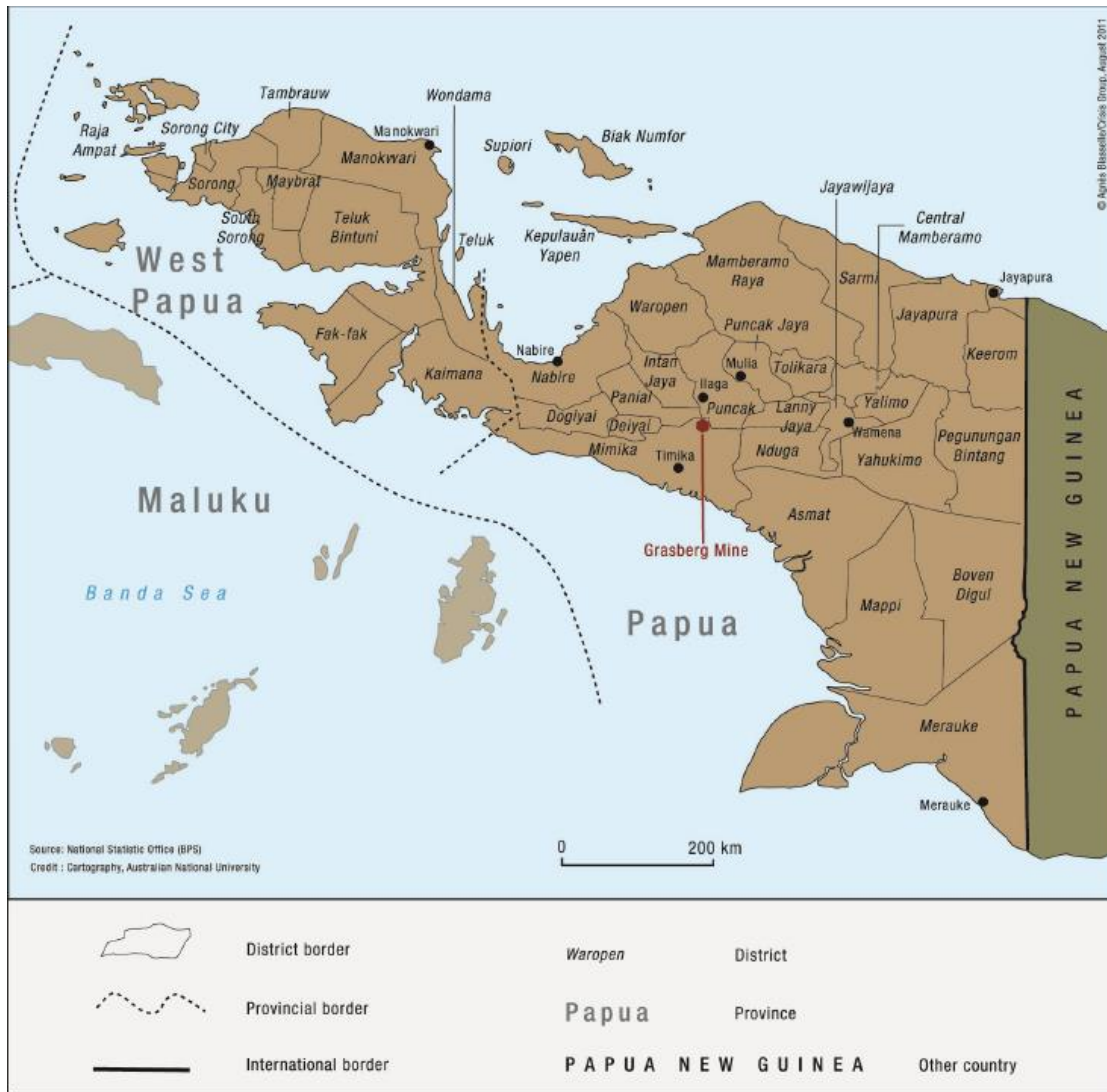 © Agnès Blasselle/Crisis Group, August 2011
Tambrauw
Wondama
Raja
Ampat
Sorong City
Manokwari
Manokwari
Supiori
Biak Numfor
Sorong
Maybrat
Jayawijaya
South
Sorong
Teluk
Bintuni
Teluk
Kepulauan
Yapen
Central
Mamberamo
West
Papua
Mamberamo
Raya
Sarmi
Jayapura
Waropen
Jayapura
Fak-fak
Puncak Jaya
Keerom
Nabire
Kaimana
Nabire
Intan
Jaya
Mulia
Tolikara
Ilaga
Panial
Puncak
Lanny
Jaya
Yalimo
Dogiyai
Deiyai
Wamena
Pegunungan
Bintang
Mimika
Nduga
Yahukimo
Timika
Maluku
Asmat
Grasberg Mine
Banda Sea
Boven
Digul
Mappi
Papua
PAPUA NEW GUINEA
Merauke
Merauke
Source: National Statistic Office (BPS)
Credit : Cartography, Australian National University
0 200 km
District border
Waropen District
Provincial border
Papua Province
International border
PAPUA NEW GUINEA Other country